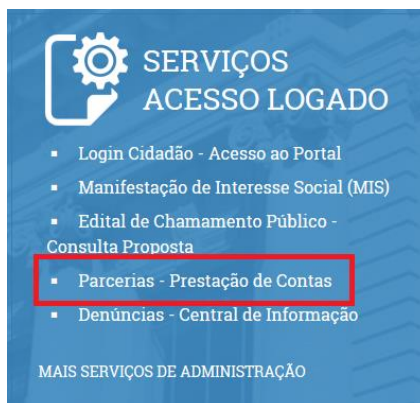 SERVIÇOS
ACESSO LOGADO
▪ Login Cidadão - Acesso ao Portal
▪ Manifestação de Interesse Social (MIS)
▪ Edital de Chamamento Público -
Consulta Proposta
▪ Parcerias - Prestação de Contas
▪ Denúncias - Central de Informação
MAIS SERVIÇOS DE ADMINISTRAÇÃO